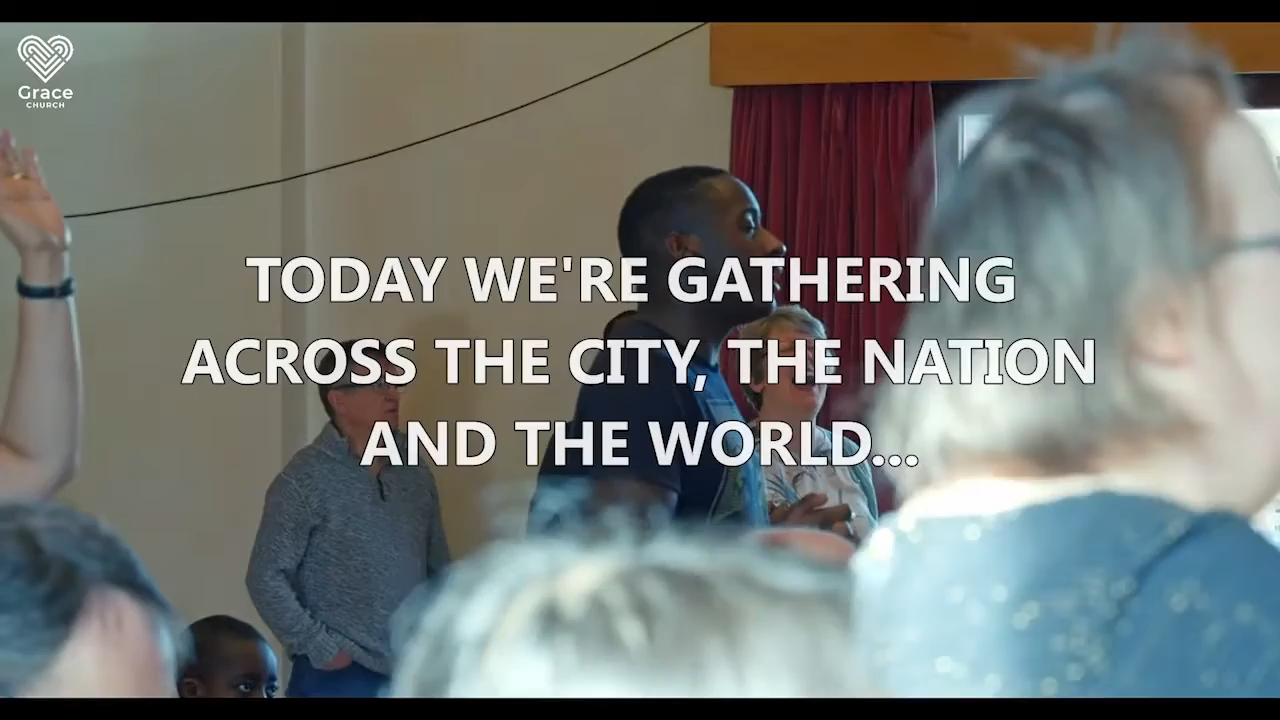 Grace
CHURCH
TODAY WE'RE GATHERING
ACROSS THE CITY, THE NATION
AND THE WORLD...